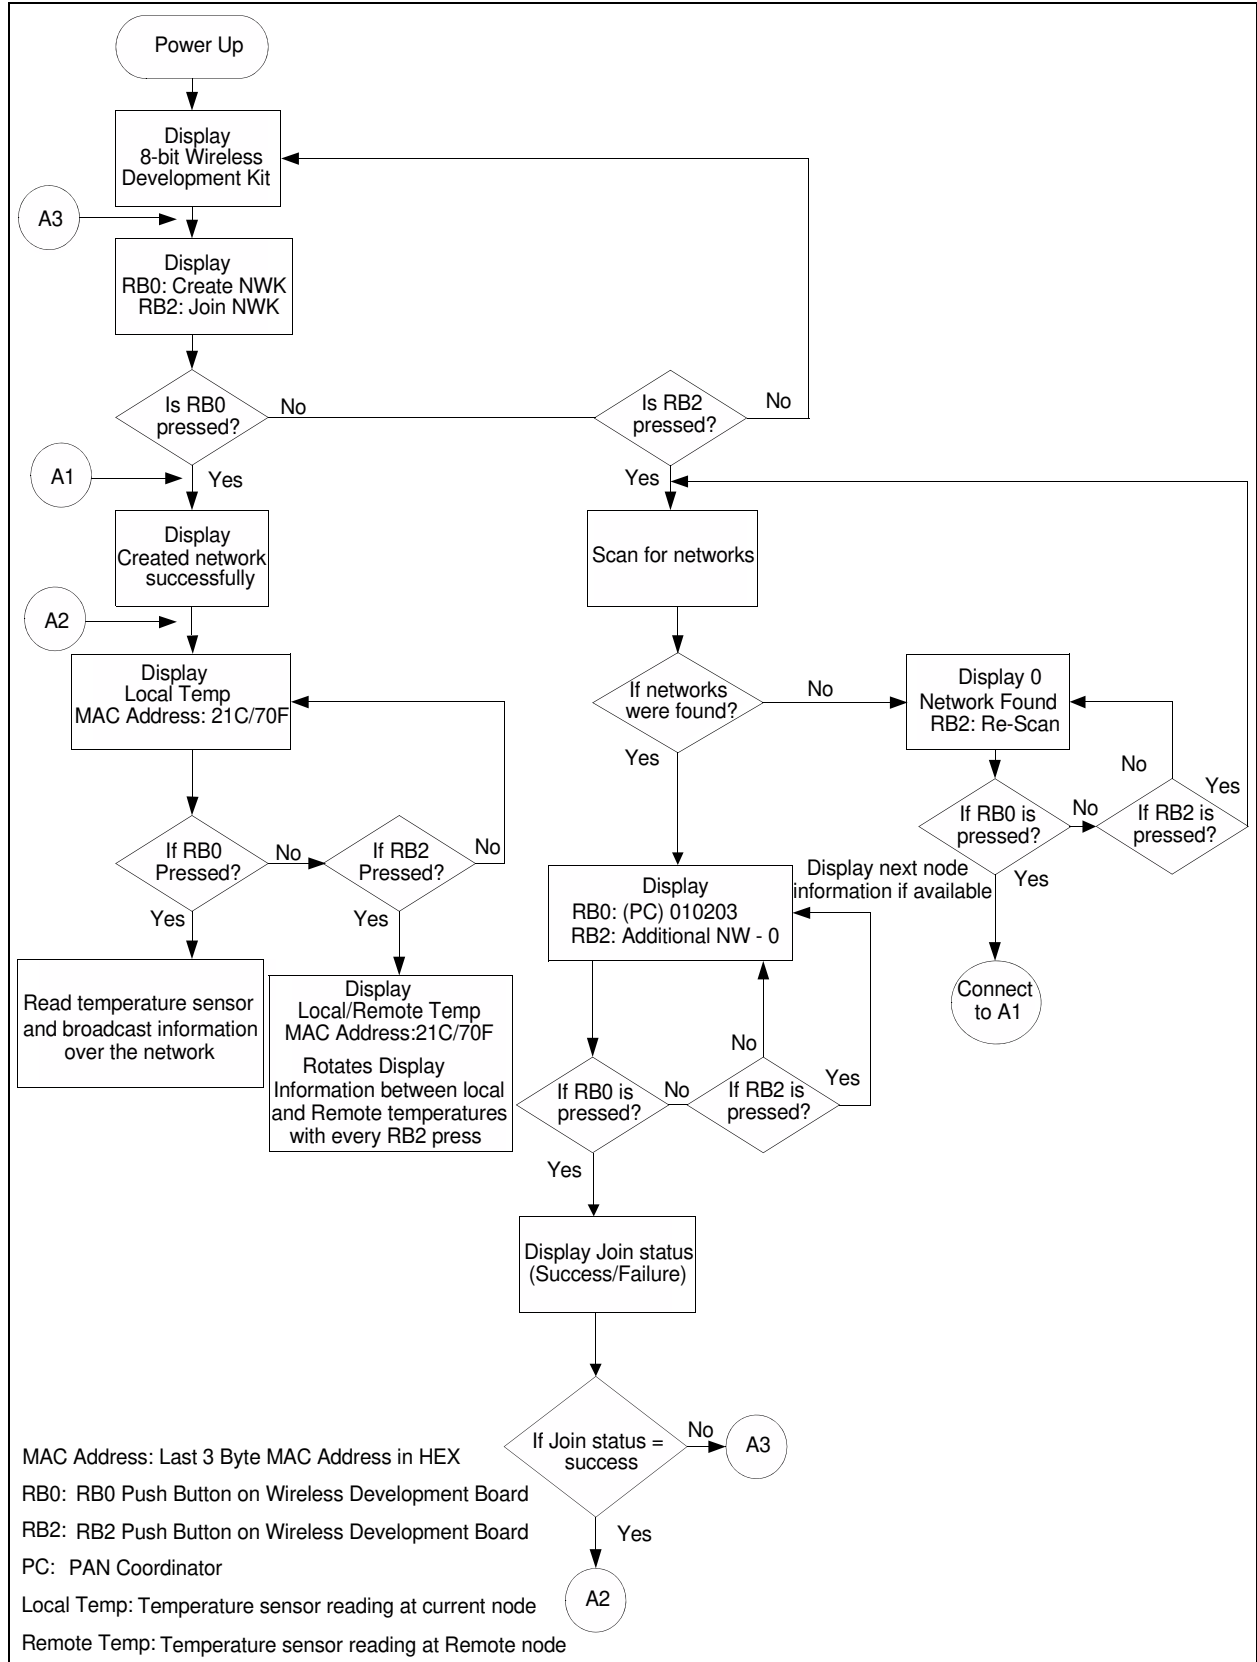 Power Up
Display
8-bit Wireless
Development Kit
A3
Display
RB0: Create NWK
RB2: Join NWK
Is RB0
pressed?
No
Is RB2
pressed?
No
A1
Yes
Yes
Display
Created network
successfully
Scan for networks
A2
Display
Local Temp
MAC Address: 21C/70F
If networks
were found?
No
Display 0
Network Found
RB2: Re-Scan
Yes
No
Yes
If RB0 is
pressed?
No
If RB2 is
pressed?
If RB0
Pressed?
No
If RB2
Pressed?
No
Yes
Yes
Display next node
information if available
Yes
Display
RB0: (PC) 010203
RB2: Additional NW - 0
Read temperature sensor
and broadcast information
over the network
Display
Local/Remote Temp
MAC Address:21C/70F
Rotates Display
Information between local
and Remote temperatures
with every RB2 press
Connect
to A1
No
Yes
If RB0 is
pressed?
No
If RB2 is
pressed?
Yes
Display Join status
(Success/Failure)
If Join status =
success
No
A3
Yes
A2
MAC Address: Last 3 Byte MAC Address in HEX
RB0: RB0 Push Button on Wireless Development Board
RB2: RB2 Push Button on Wireless Development Board
PC: PAN Coordinator
Local Temp: Temperature sensor reading at current node
Remote Temp: Temperature sensor reading at Remote node